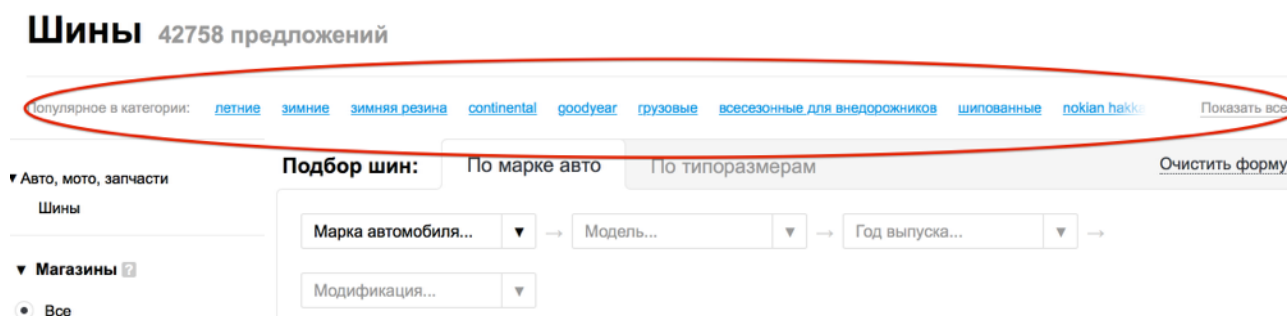 Шины 42758 предложений
Популярное в категории: летние зимние зимняя резина continental goodyear грузовые всесезонные для внедорожников шипованные nokian hakka Показать все
Подбор шин: По марке авто По типоразмерам Очистить форму
▼ Авто, мото, запчасти
Шины
Марка автомобиля... ▼ → Модель... ▼ → Год выпуска... ▼ →
▼ Магазины ?
Модификация... ▼
Все